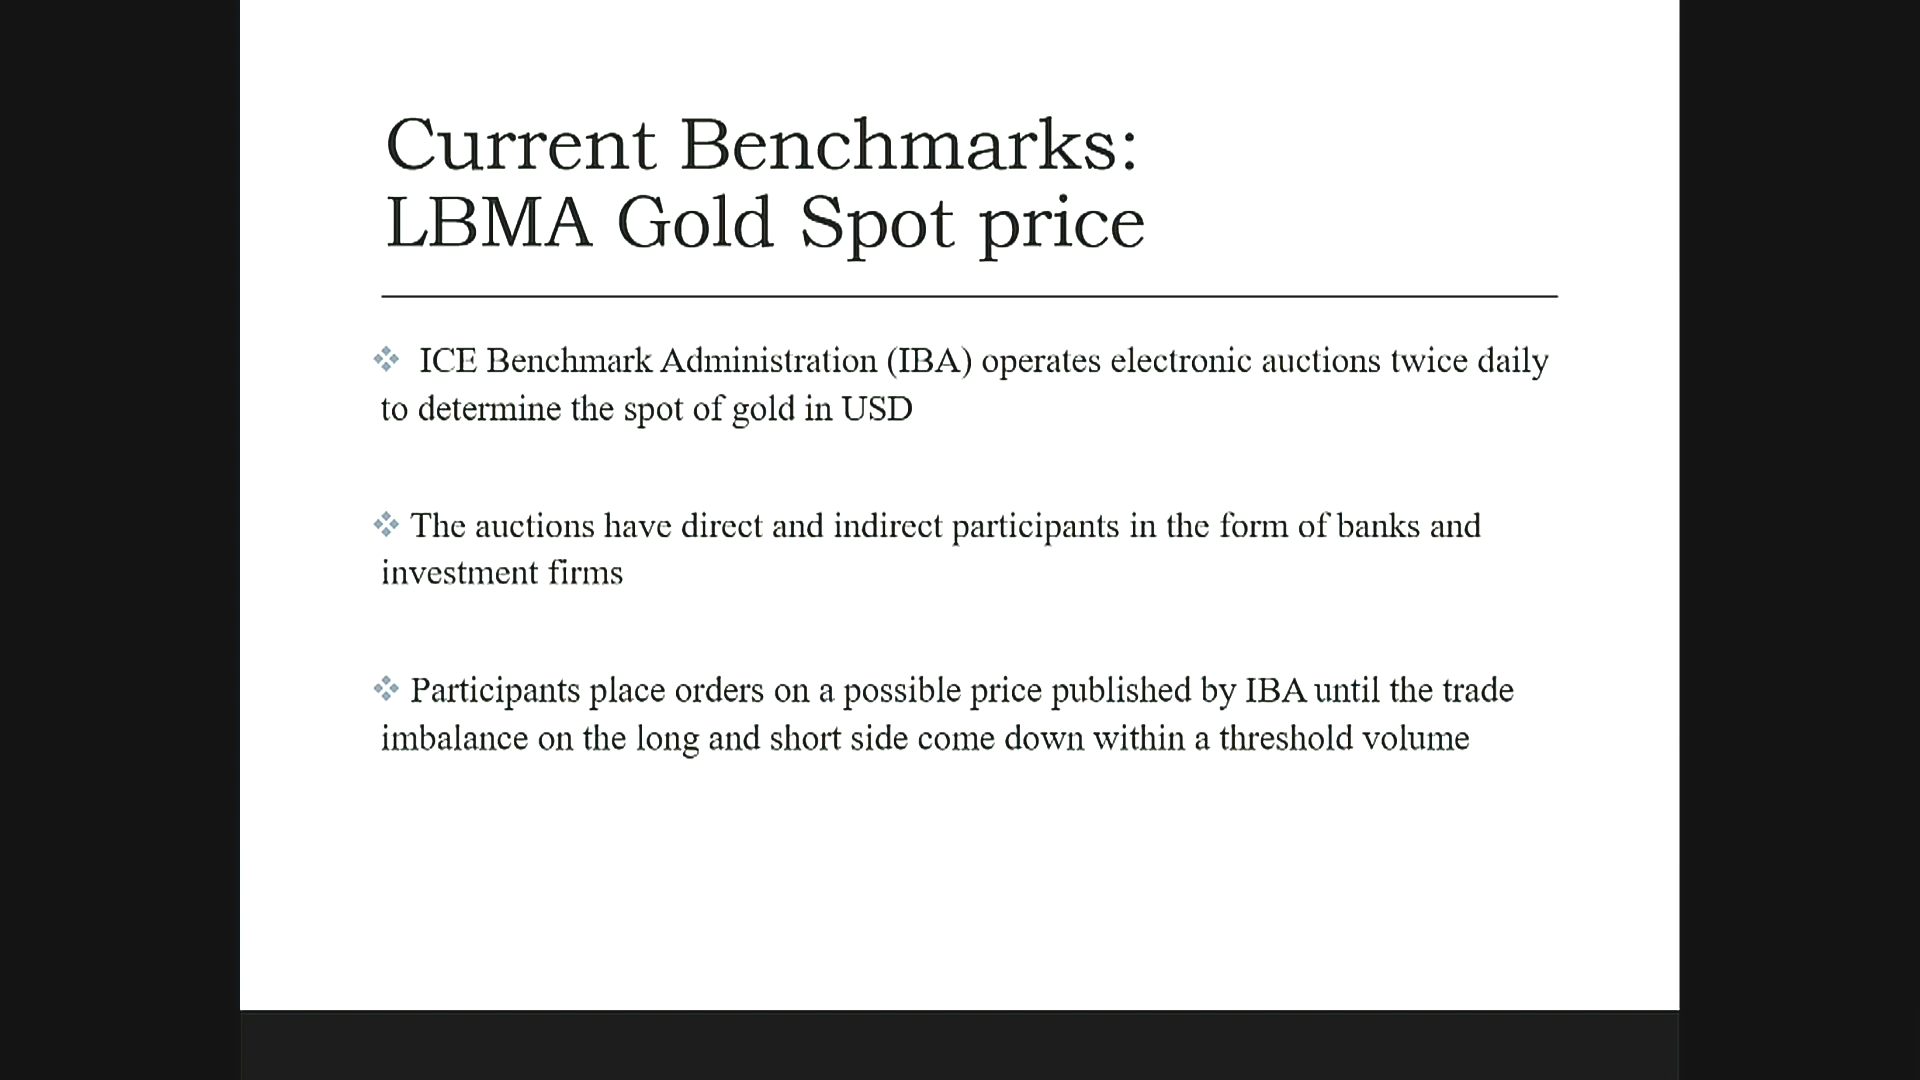 Current Benchmarks:
LBMA Gold Spot price
❖ ICE Benchmark Administration (IBA) operates electronic auctions twice daily
to determine the spot of gold in USD
❖ The auctions have direct and indirect participants in the form of banks and
investment firms
❖ Participants place orders on a possible price published by IBA until the trade
imbalance on the long and short side come down within a threshold volume